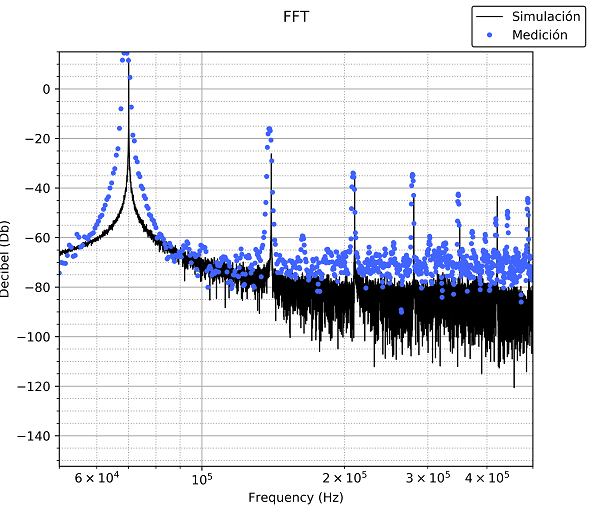 FFT
Simulación
Medición
Decibel (Db)
0
−20
−40
−60
−80
−100
−120
−140
6 × 10⁴
10⁵
2 × 10⁵
3 × 10⁵
4 × 10⁵
Frequency (Hz)